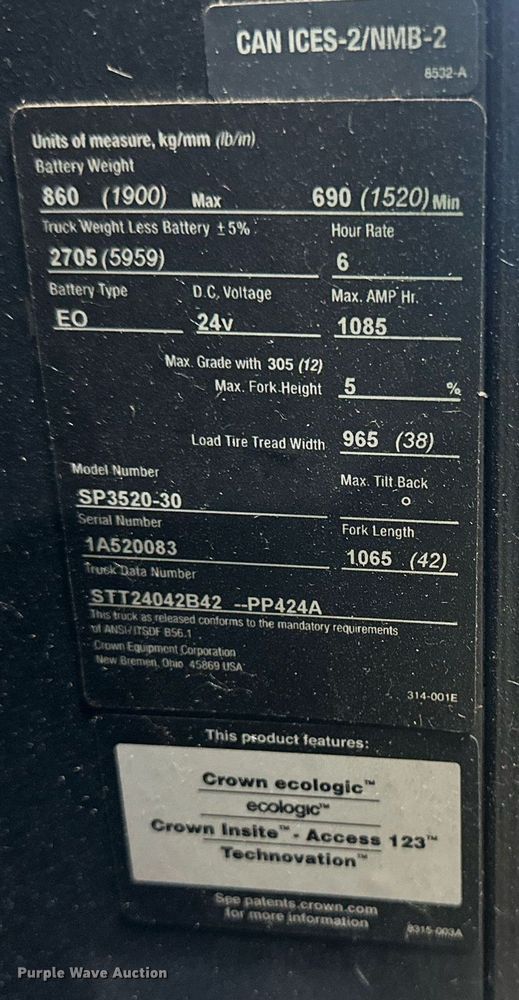 CAN ICES-2/NMB-2
8532-A
Units of measure, kg/mm (lb/in)
Battery Weight
860 (1900) Max 690 (1520) Min
Truck Weight Less Battery ±5% Hour Rate
2705 (5959) 6
Battery Type D.C. Voltage Max. AMP Hr.
EO 24v 1085
Max. Grade with 305 (12)
Max. Fork Height 5 %
Load Tire Tread Width 965 (38)
Model Number Max. Tilt Back
SP3520-30 °
Serial Number Fork Length
1A520083 1065 (42)
Truck Data Number
STT24042B42 --PP424A
This truck as released conforms to the mandatory requirements
of ANSI/ITSDF B56.1
Crown Equipment Corporation
New Bremen, Ohio 45869 USA
314-001E
This product features:
Crown ecologic™
ecologic™
Crown Insite™ - Access 123™
Technovation™
See patents.crown.com
for more information
8315-003A
Purple Wave Auction